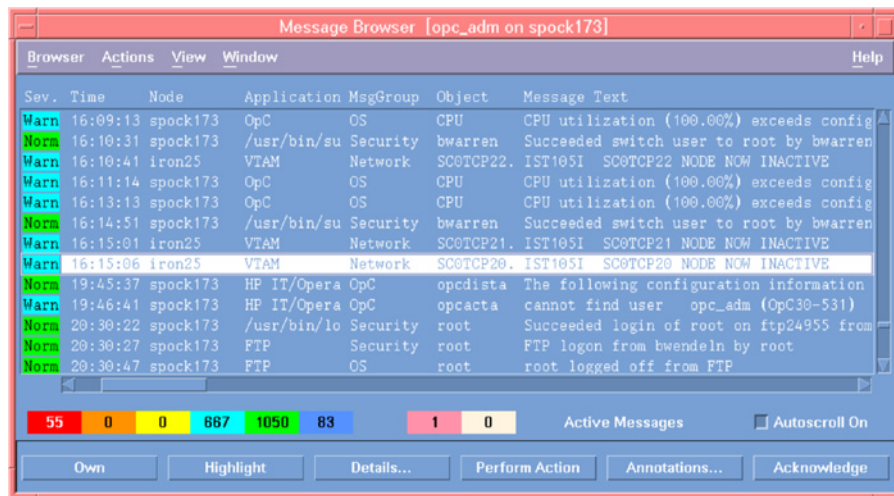 Message Browser [opc_adm on spock173]
Browser Actions View Window Help
Sev. Time Node Application MsgGroup Object Message Text
Warn 16:09:13 spock173 OpC OS CPU CPU utilization (100.00%) exceeds config
Norm 16:10:31 spock173 /usr/bin/su Security bwarren Succeeded switch user to root by bwarren
Warn 16:10:41 iron25 VTAM Network SC0TCP22. IST105I SC0TCP22 NODE NOW INACTIVE
Warn 16:11:14 spock173 OpC OS CPU CPU utilization (100.00%) exceeds config
Warn 16:13:13 spock173 OpC OS CPU CPU utilization (100.00%) exceeds config
Norm 16:14:51 spock173 /usr/bin/su Security bwarren Succeeded switch user to root by bwarren
Warn 16:15:01 iron25 VTAM Network SC0TCP21. IST105I SC0TCP21 NODE NOW INACTIVE
Warn 16:15:06 iron25 VTAM Network SC0TCP20. IST105I SC0TCP20 NODE NOW INACTIVE
Norm 19:45:37 spock173 HP IT/Opera OpC opcdista The following configuration information
Warn 19:46:41 spock173 HP IT/Opera OpC opcacta cannot find user opc_adm (OpC30-531)
Norm 20:30:22 spock173 /usr/bin/lo Security root Succeeded login of root on ftp24955 from
Norm 20:30:27 spock173 FTP Security root FTP logon from bwendeln by root
Norm 20:30:47 spock173 FTP OS root root logged off from FTP
55 0 0 667 1050 83 1 0 Active Messages Autoscroll On
Own Highlight Details... Perform Action Annotations... Acknowledge